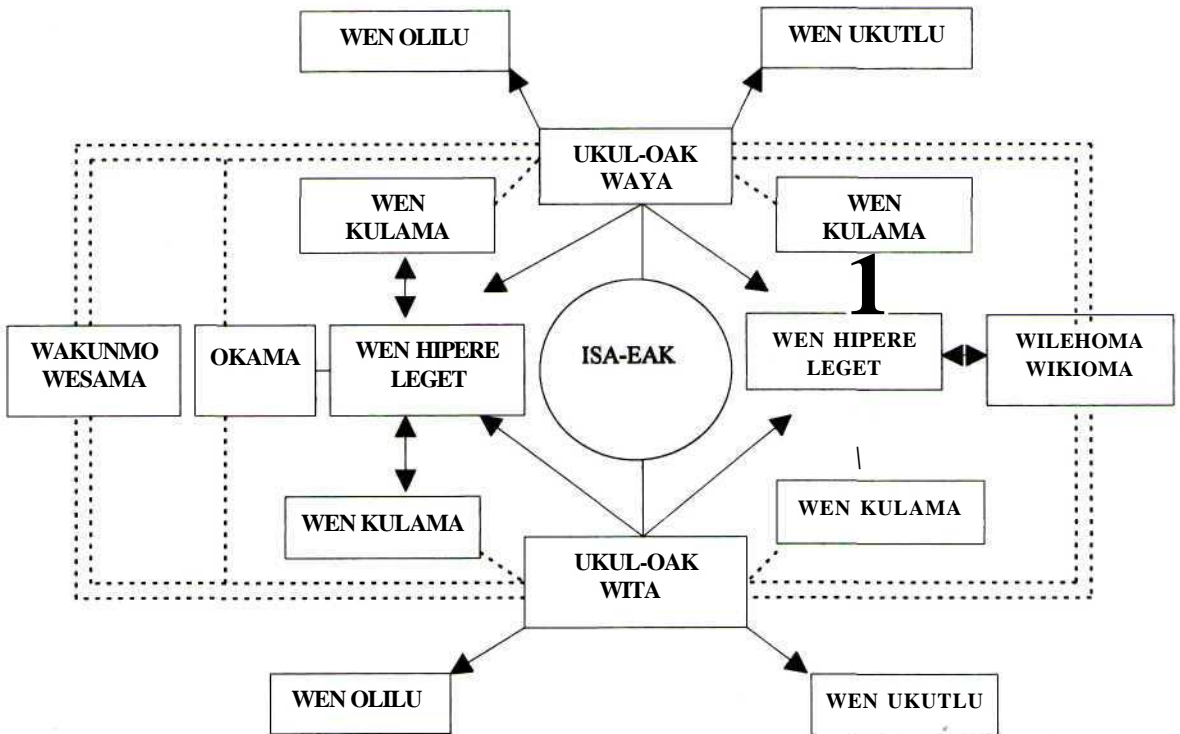 WEN OLILU
WEN UKUTLU
UKUL-OAK
WAYA
WEN
KULAMA
WEN
KULAMA
1
WAKUNMO
WESAMA
OKAMA
WEN HIPERE
LEGET
ISA-EAK
WEN HIPERE
LEGET
WILEHOMA
WIKIOMA
WEN KULAMA
WEN KULAMA
UKUL-OAK
WITA
WEN OLILU
WEN UKUTLU